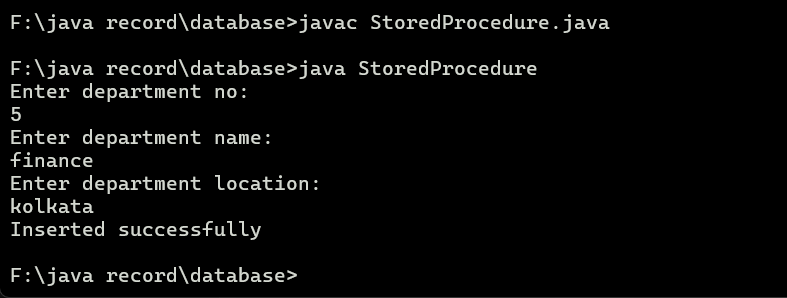 F:\java record\database>javac StoredProcedure.java
F:\java record\database>java StoredProcedure
Enter department no:
5
Enter department name:
finance
Enter department location:
kolkata
Inserted successfully
F:\java record\database>